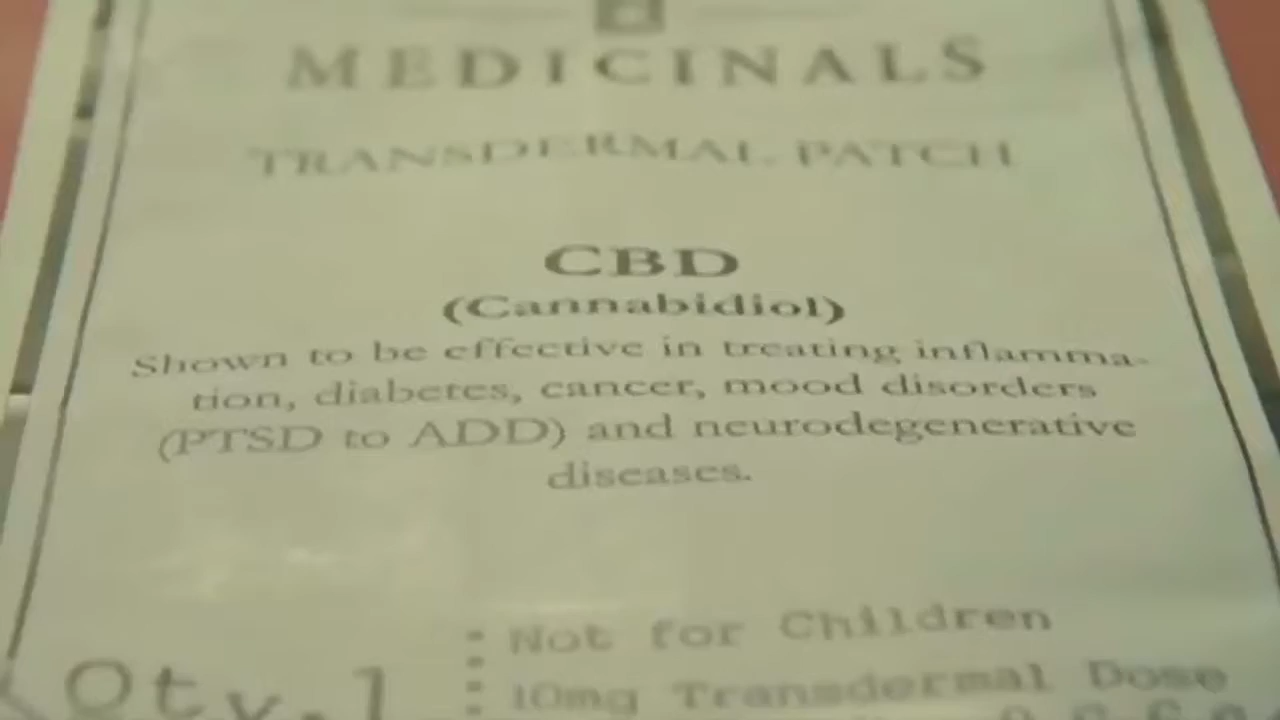 MEDICINALS
TRANSDERMAL PATCH
CBD
(Cannabidiol)
Shown to be effective in treating inflamma-
tion, diabetes, cancer, mood disorders
(PTSD to ADD) and neurodegenerative
diseases.
Not for Children
Qty.1
10mg Transdermal Dose